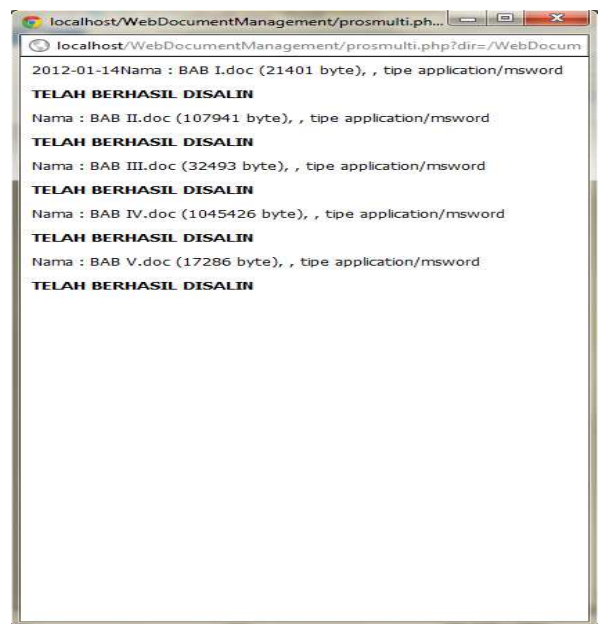 localhost/WebDocumentManagement/prosmulti.ph...
localhost/WebDocumentManagement/prosmulti.php?dir=/WebDocum
2012-01-14Nama : BAB I.doc (21401 byte), , tipe application/msword
TELAH BERHASIL DISALIN
Nama : BAB II.doc (107941 byte), , tipe application/msword
TELAH BERHASIL DISALIN
Nama : BAB III.doc (32493 byte), , tipe application/msword
TELAH BERHASIL DISALIN
Nama : BAB IV.doc (1045426 byte), , tipe application/msword
TELAH BERHASIL DISALIN
Nama : BAB V.doc (17286 byte), , tipe application/msword
TELAH BERHASIL DISALIN